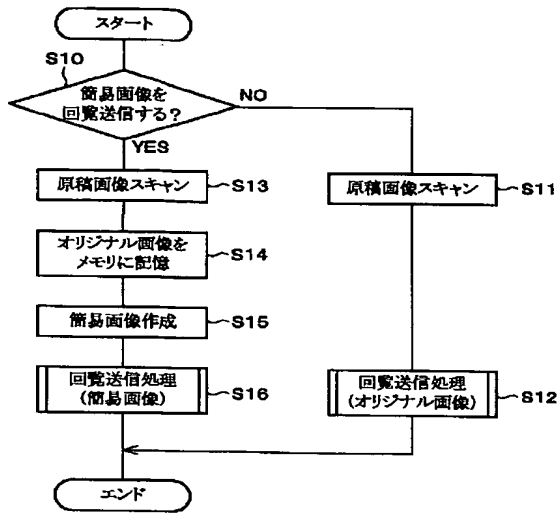 スタート
S10
簡易画像を
回覧送信する?
NO
YES
原稿画像スキャン
S13
原稿画像スキャン
S11
オリジナル画像を
メモリに記憶
S14
簡易画像作成
S15
回覧送信処理
(簡易画像)
S16
回覧送信処理
(オリジナル画像)
S12
エンド